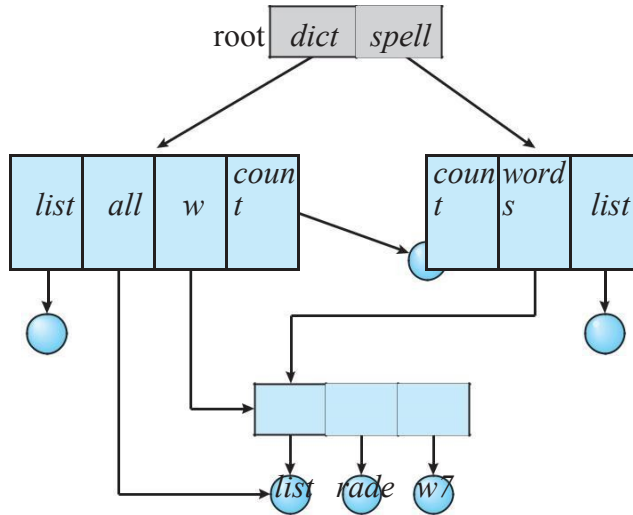 root dict spell
list all w coun
t
coun
t word
s list
list rade w7